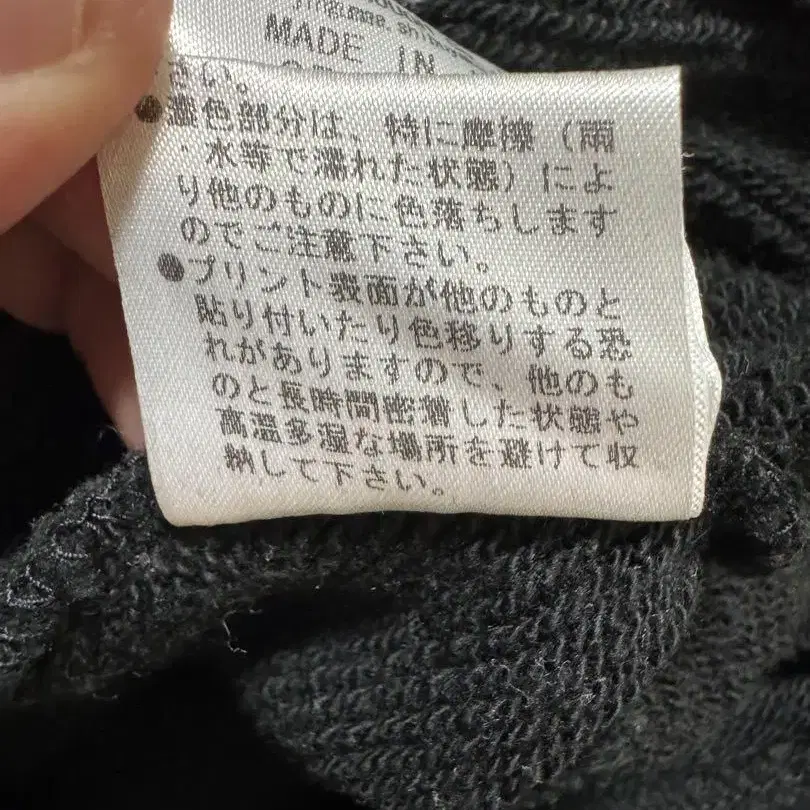 MADE IN
さい。
●濃色部分は、特に摩擦（雨
・水等で濡れた状態）によ
り他のものに色落ちします
のでご注意下さい。
●プリント表面が他のものと
貼り付いたり色移りする恐
れがありますので、他のも
のと長時間密着した状態や
高温多湿な場所を避けて収
納して下さい。